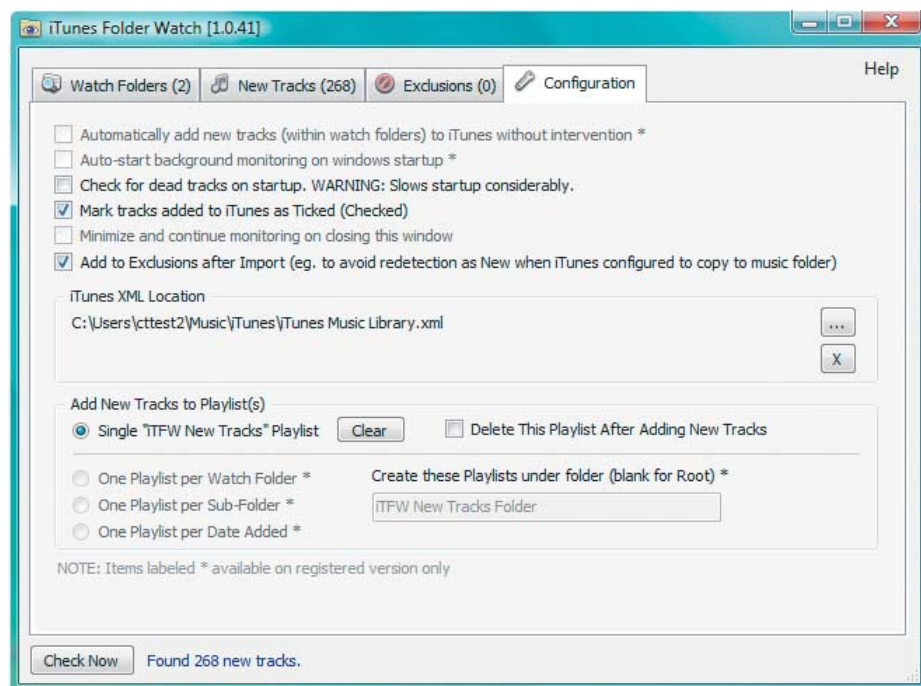 iTunes Folder Watch [1.0.41]
Help
Watch Folders (2) New Tracks (268) Exclusions (0) Configuration
Automatically add new tracks (within watch folders) to iTunes without intervention *
Auto-start background monitoring on windows startup *
Check for dead tracks on startup. WARNING: Slows startup considerably.
Mark tracks added to iTunes as Ticked (Checked)
Minimize and continue monitoring on closing this window
Add to Exclusions after Import (eg. to avoid redetection as New when iTunes configured to copy to music folder)
iTunes XML Location
C:\Users\cttest2\Music\iTunes\iTunes Music Library.xml
...
X
Add New Tracks to Playlist(s)
Single "iTFW New Tracks" Playlist Clear Delete This Playlist After Adding New Tracks
One Playlist per Watch Folder * Create these Playlists under folder (blank for Root) *
One Playlist per Sub-Folder * iTFW New Tracks Folder
One Playlist per Date Added *
NOTE: Items labeled * available on registered version only
Check Now Found 268 new tracks.